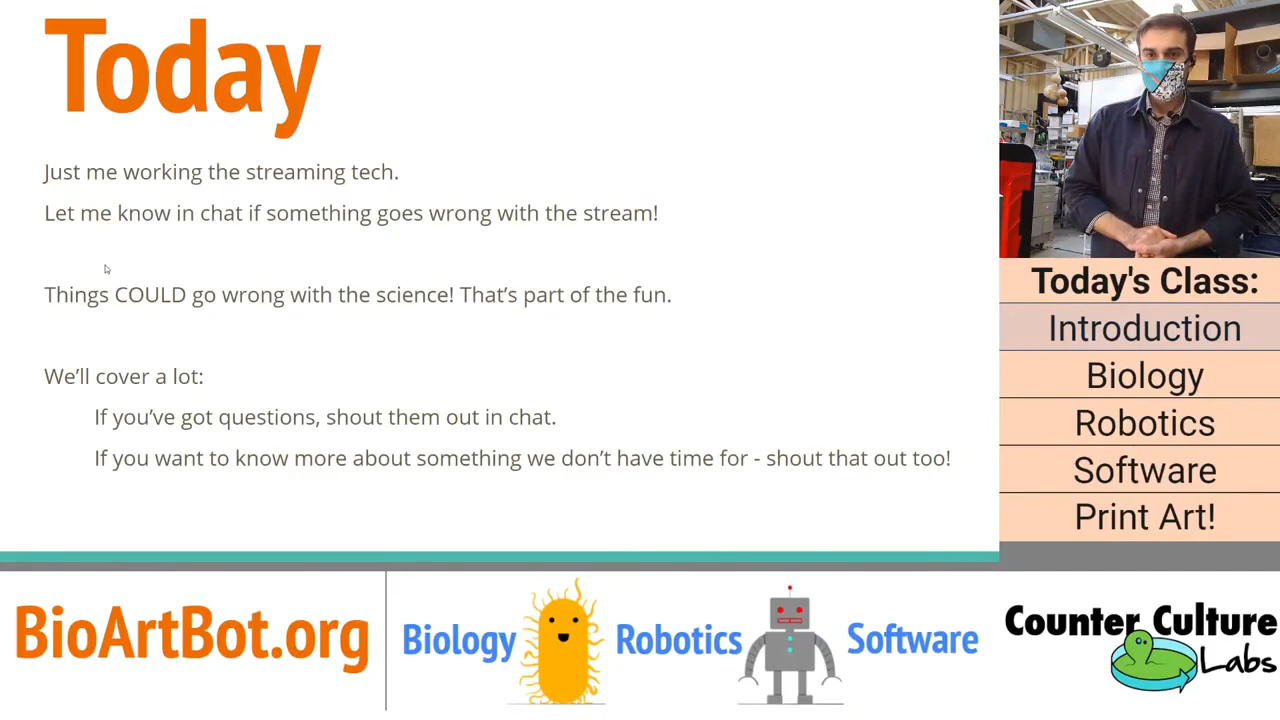 Today
Just me working the streaming tech.
Let me know in chat if something goes wrong with the stream!
Things COULD go wrong with the science! That's part of the fun.
We'll cover a lot:
If you've got questions, shout them out in chat.
If you want to know more about something we don't have time for - shout that out too!
Today's Class:
Introduction
Biology
Robotics
Software
Print Art!
BioArtBot.org
Biology
Robotics
Software
Counter Culture
Labs